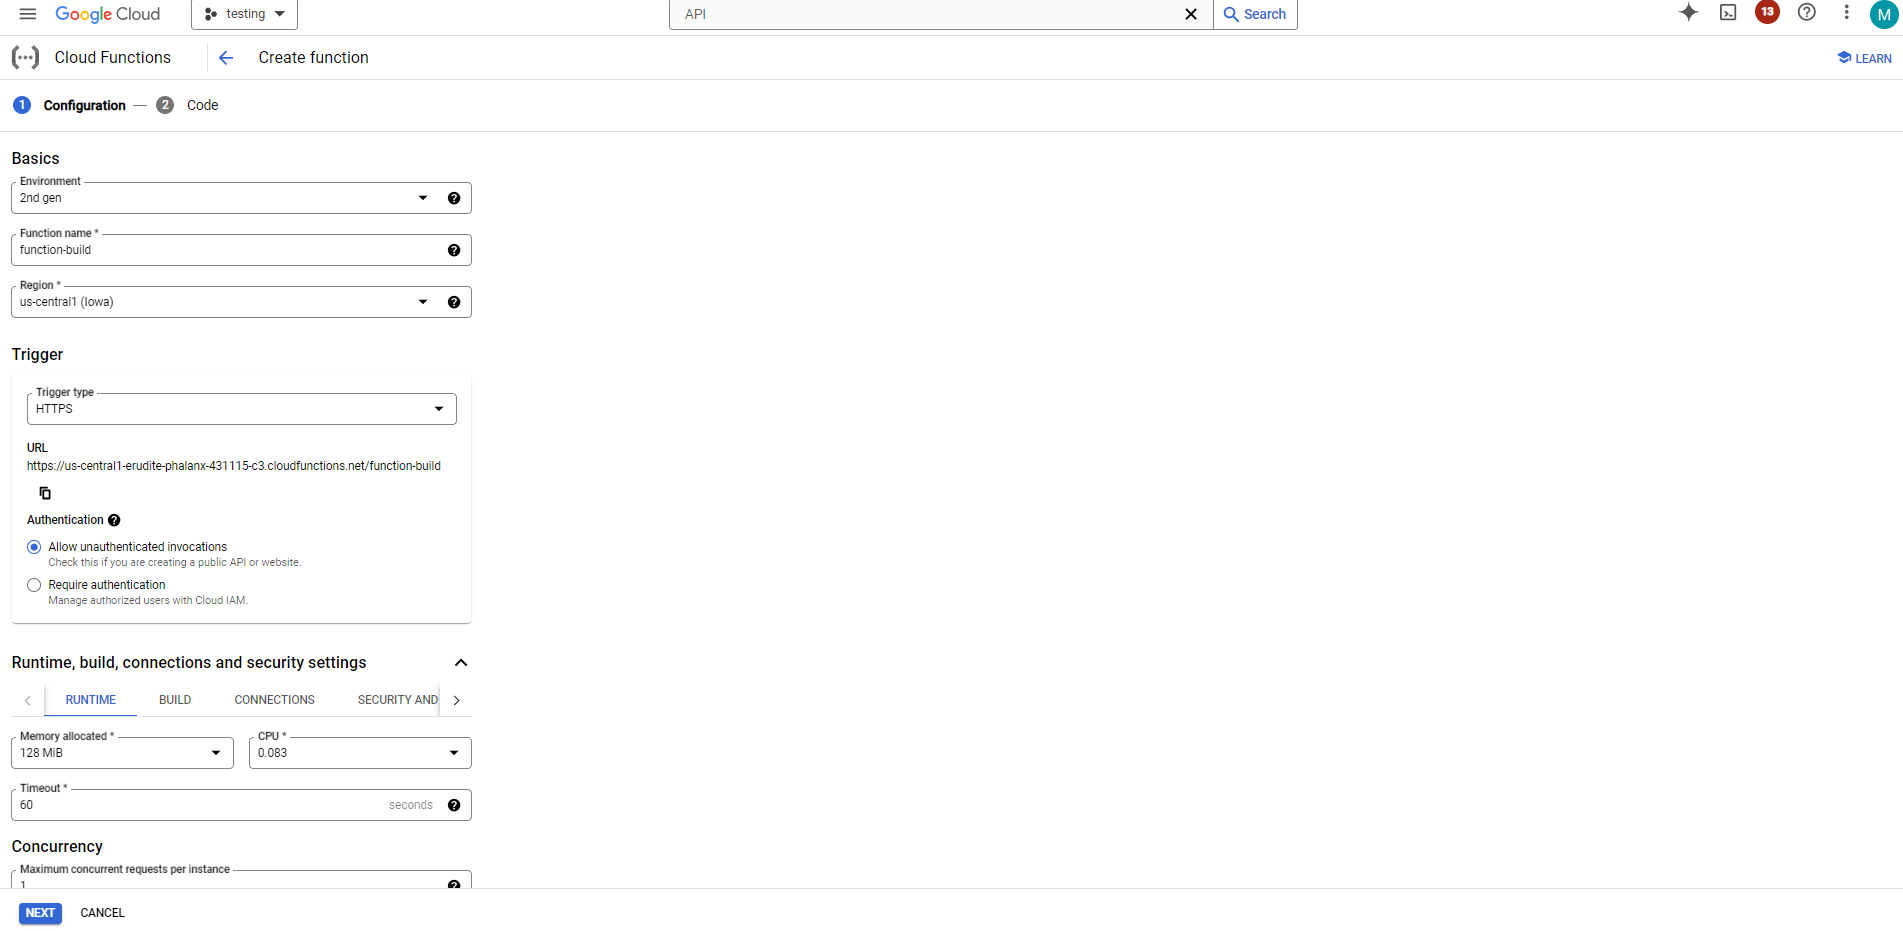 Google Cloud
testing
API
Search
13
M
Cloud Functions
Create function
LEARN
1 Configuration — 2 Code
Basics
Environment
2nd gen
Function name *
function-build
Region *
us-central1 (Iowa)
Trigger
Trigger type
HTTPS
URL
https://us-central1-erudite-phalanx-431115-c3.cloudfunctions.net/function-build
Authentication
Allow unauthenticated invocations
Check this if you are creating a public API or website.
Require authentication
Manage authorized users with Cloud IAM.
Runtime, build, connections and security settings
RUNTIME BUILD CONNECTIONS SECURITY AND
Memory allocated * CPU *
128 MiB 0.083
Timeout *
60 seconds
Concurrency
Maximum concurrent requests per instance
1
NEXT CANCEL